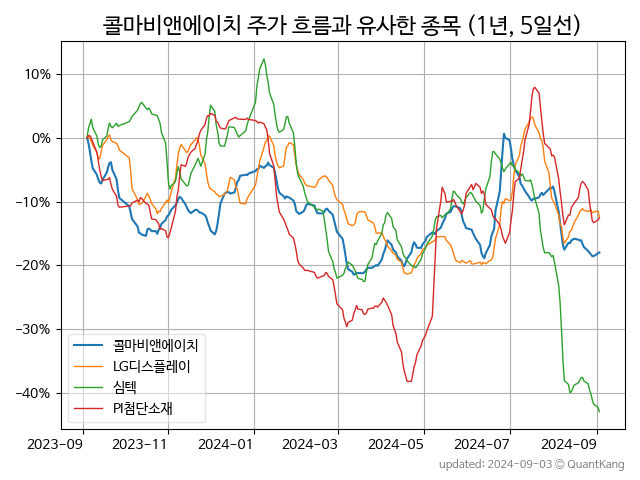 콜마비앤에이치 주가 흐름과 유사한 종목 (1년, 5일선)
10%
0%
−10%
−20%
−30%
−40%
콜마비앤에이치
LG디스플레이
심텍
PI첨단소재
2023-09
2023-11
2024-01
2024-03
2024-05
2024-07
2024-09
updated: 2024-09-03 © QuantKang